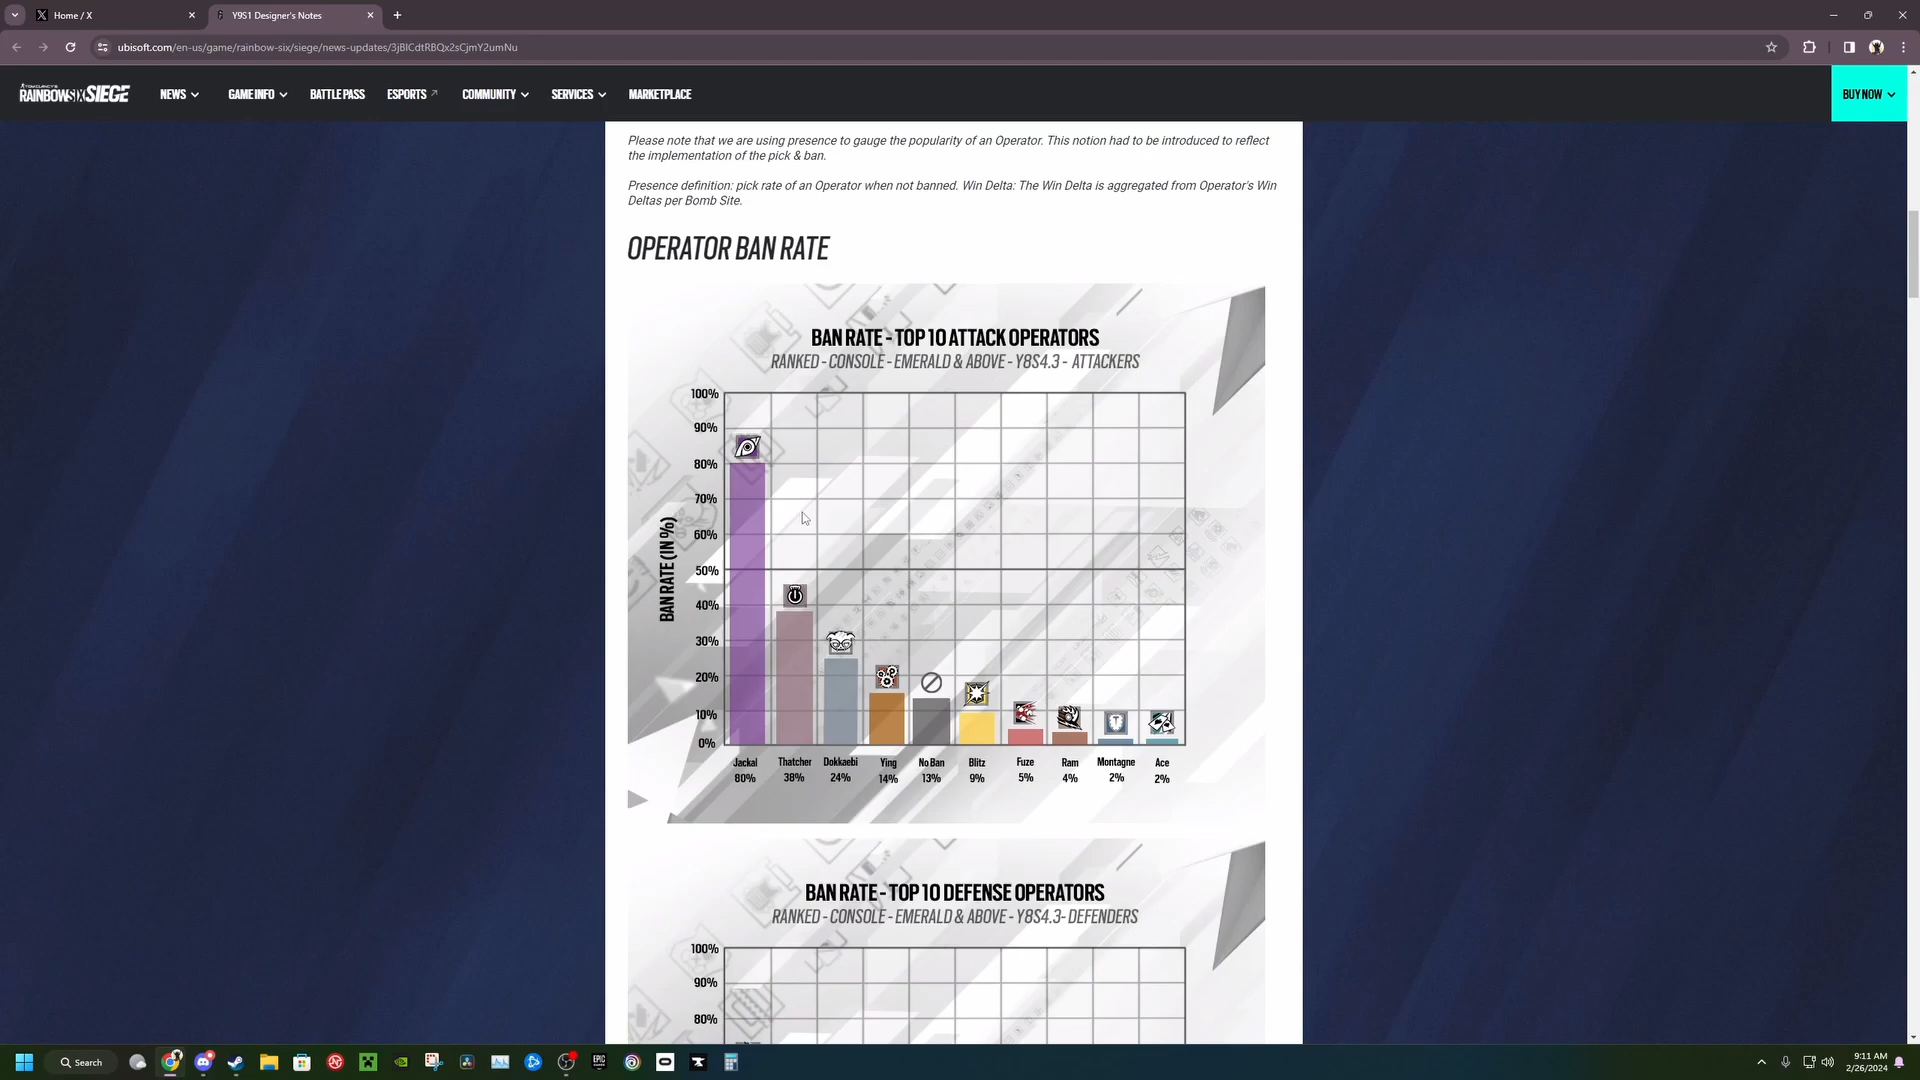 Home / X
Y9S1 Designer's Notes
ubisoft.com/en-us/game/rainbow-six/siege/news-updates/3jBlCdtRBQx2sCjmY2umNu
TOM CLANCY'S
RAINBOWSIX SIEGE
NEWS
GAME INFO
BATTLE PASS
ESPORTS
COMMUNITY
SERVICES
MARKETPLACE
BUY NOW
Please note that we are using presence to gauge the popularity of an Operator. This notion had to be introduced to reflect
the implementation of the pick & ban.
Presence definition: pick rate of an Operator when not banned. Win Delta: The Win Delta is aggregated from Operator's Win
Deltas per Bomb Site.
OPERATOR BAN RATE
BAN RATE - TOP 10 ATTACK OPERATORS
RANKED - CONSOLE - EMERALD & ABOVE - Y8S4.3 - ATTACKERS
100%
90%
80%
70%
60%
50%
40%
30%
20%
10%
0%
BAN RATE (IN %)
Jackal Thatcher Dokkaebi Ying No Ban Blitz Fuze Ram Montagne Ace
80% 38% 24% 14% 13% 9% 5% 4% 2% 2%
BAN RATE - TOP 10 DEFENSE OPERATORS
RANKED - CONSOLE - EMERALD & ABOVE - Y8S4.3- DEFENDERS
100%
90%
80%
Search
EPIC
9:11 AM
2/26/2024